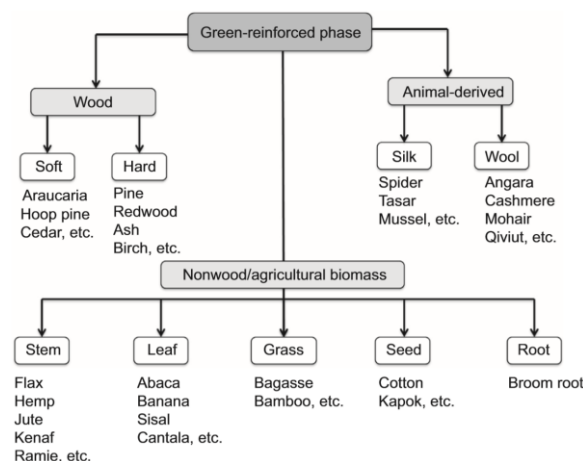 Green-reinforced phase
Wood
Animal-derived
Soft
Hard
Silk
Wool
Araucaria
Hoop pine
Cedar, etc.
Pine
Redwood
Ash
Birch, etc.
Spider
Tasar
Mussel, etc.
Angara
Cashmere
Mohair
Qiviut, etc.
Nonwood/agricultural biomass
Stem
Leaf
Grass
Seed
Root
Flax
Hemp
Jute
Kenaf
Ramie, etc.
Abaca
Banana
Sisal
Cantala, etc.
Bagasse
Bamboo, etc.
Cotton
Kapok, etc.
Broom root